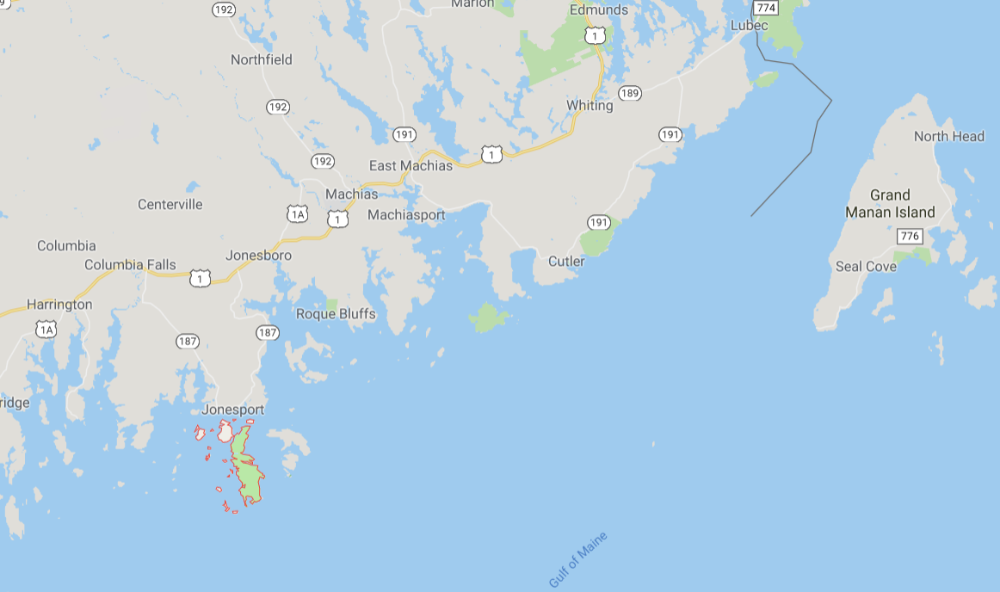 9
192
Marion
Edmunds
774
Lubec
1
Northfield
189
192
Whiting
191
191
North Head
1
192
East Machias
Machias
Grand
Manan Island
Centerville
1A
1
Machiasport
191
776
Columbia
Jonesboro
Cutler
Columbia Falls
Seal Cove
1
Harrington
Roque Bluffs
1A
187
187
ridge
Jonesport
Gulf of Maine